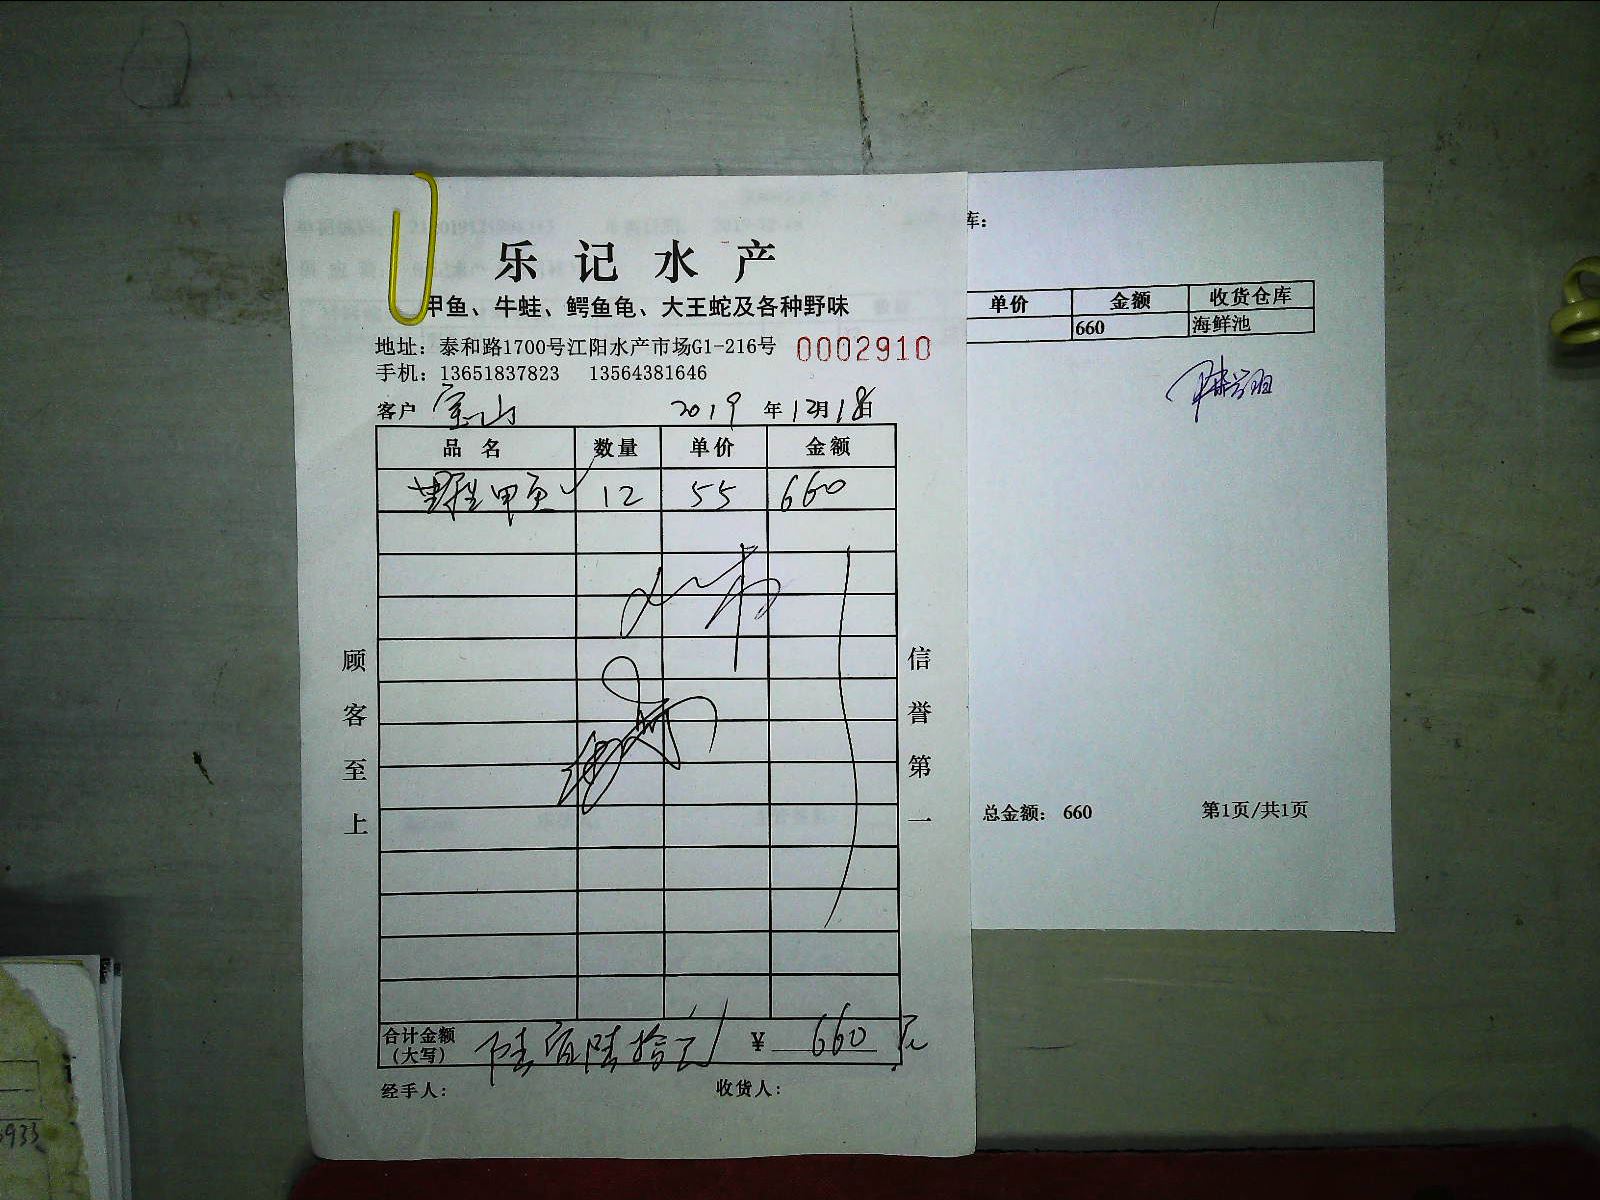 乐记水产
甲鱼、牛蛙、鳄鱼龟、大王蛇及各种野味
地址：泰和路1700号江阳水产市场G1-216号
0002910
手机：13651837823 13564381646
客户 宝山 2019 年 12月 18日
品名 数量 单价 金额
甲鱼 12 55 660
顾客至上
信誉第一
合计金额（大写） 陆佰陆拾元 ¥ 660 元
经手人： 收货人：
库：
单价 金额 收货仓库
660 海鲜池
总金额： 660 第1页/共1页